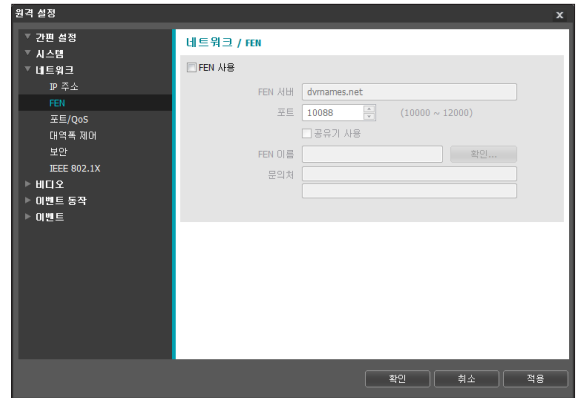 원격 설정
x
간편 설정
시스템
네트워크
IP 주소
FEN
포트/QoS
대역폭 제어
보안
IEEE 802.1X
비디오
이벤트 동작
이벤트
네트워크 / FEN
FEN 사용
FEN 서버 dvrnames.net
포트 10088 (10000 ~ 12000)
공유기 사용
FEN 이름 확인...
문의처
확인 취소 적용